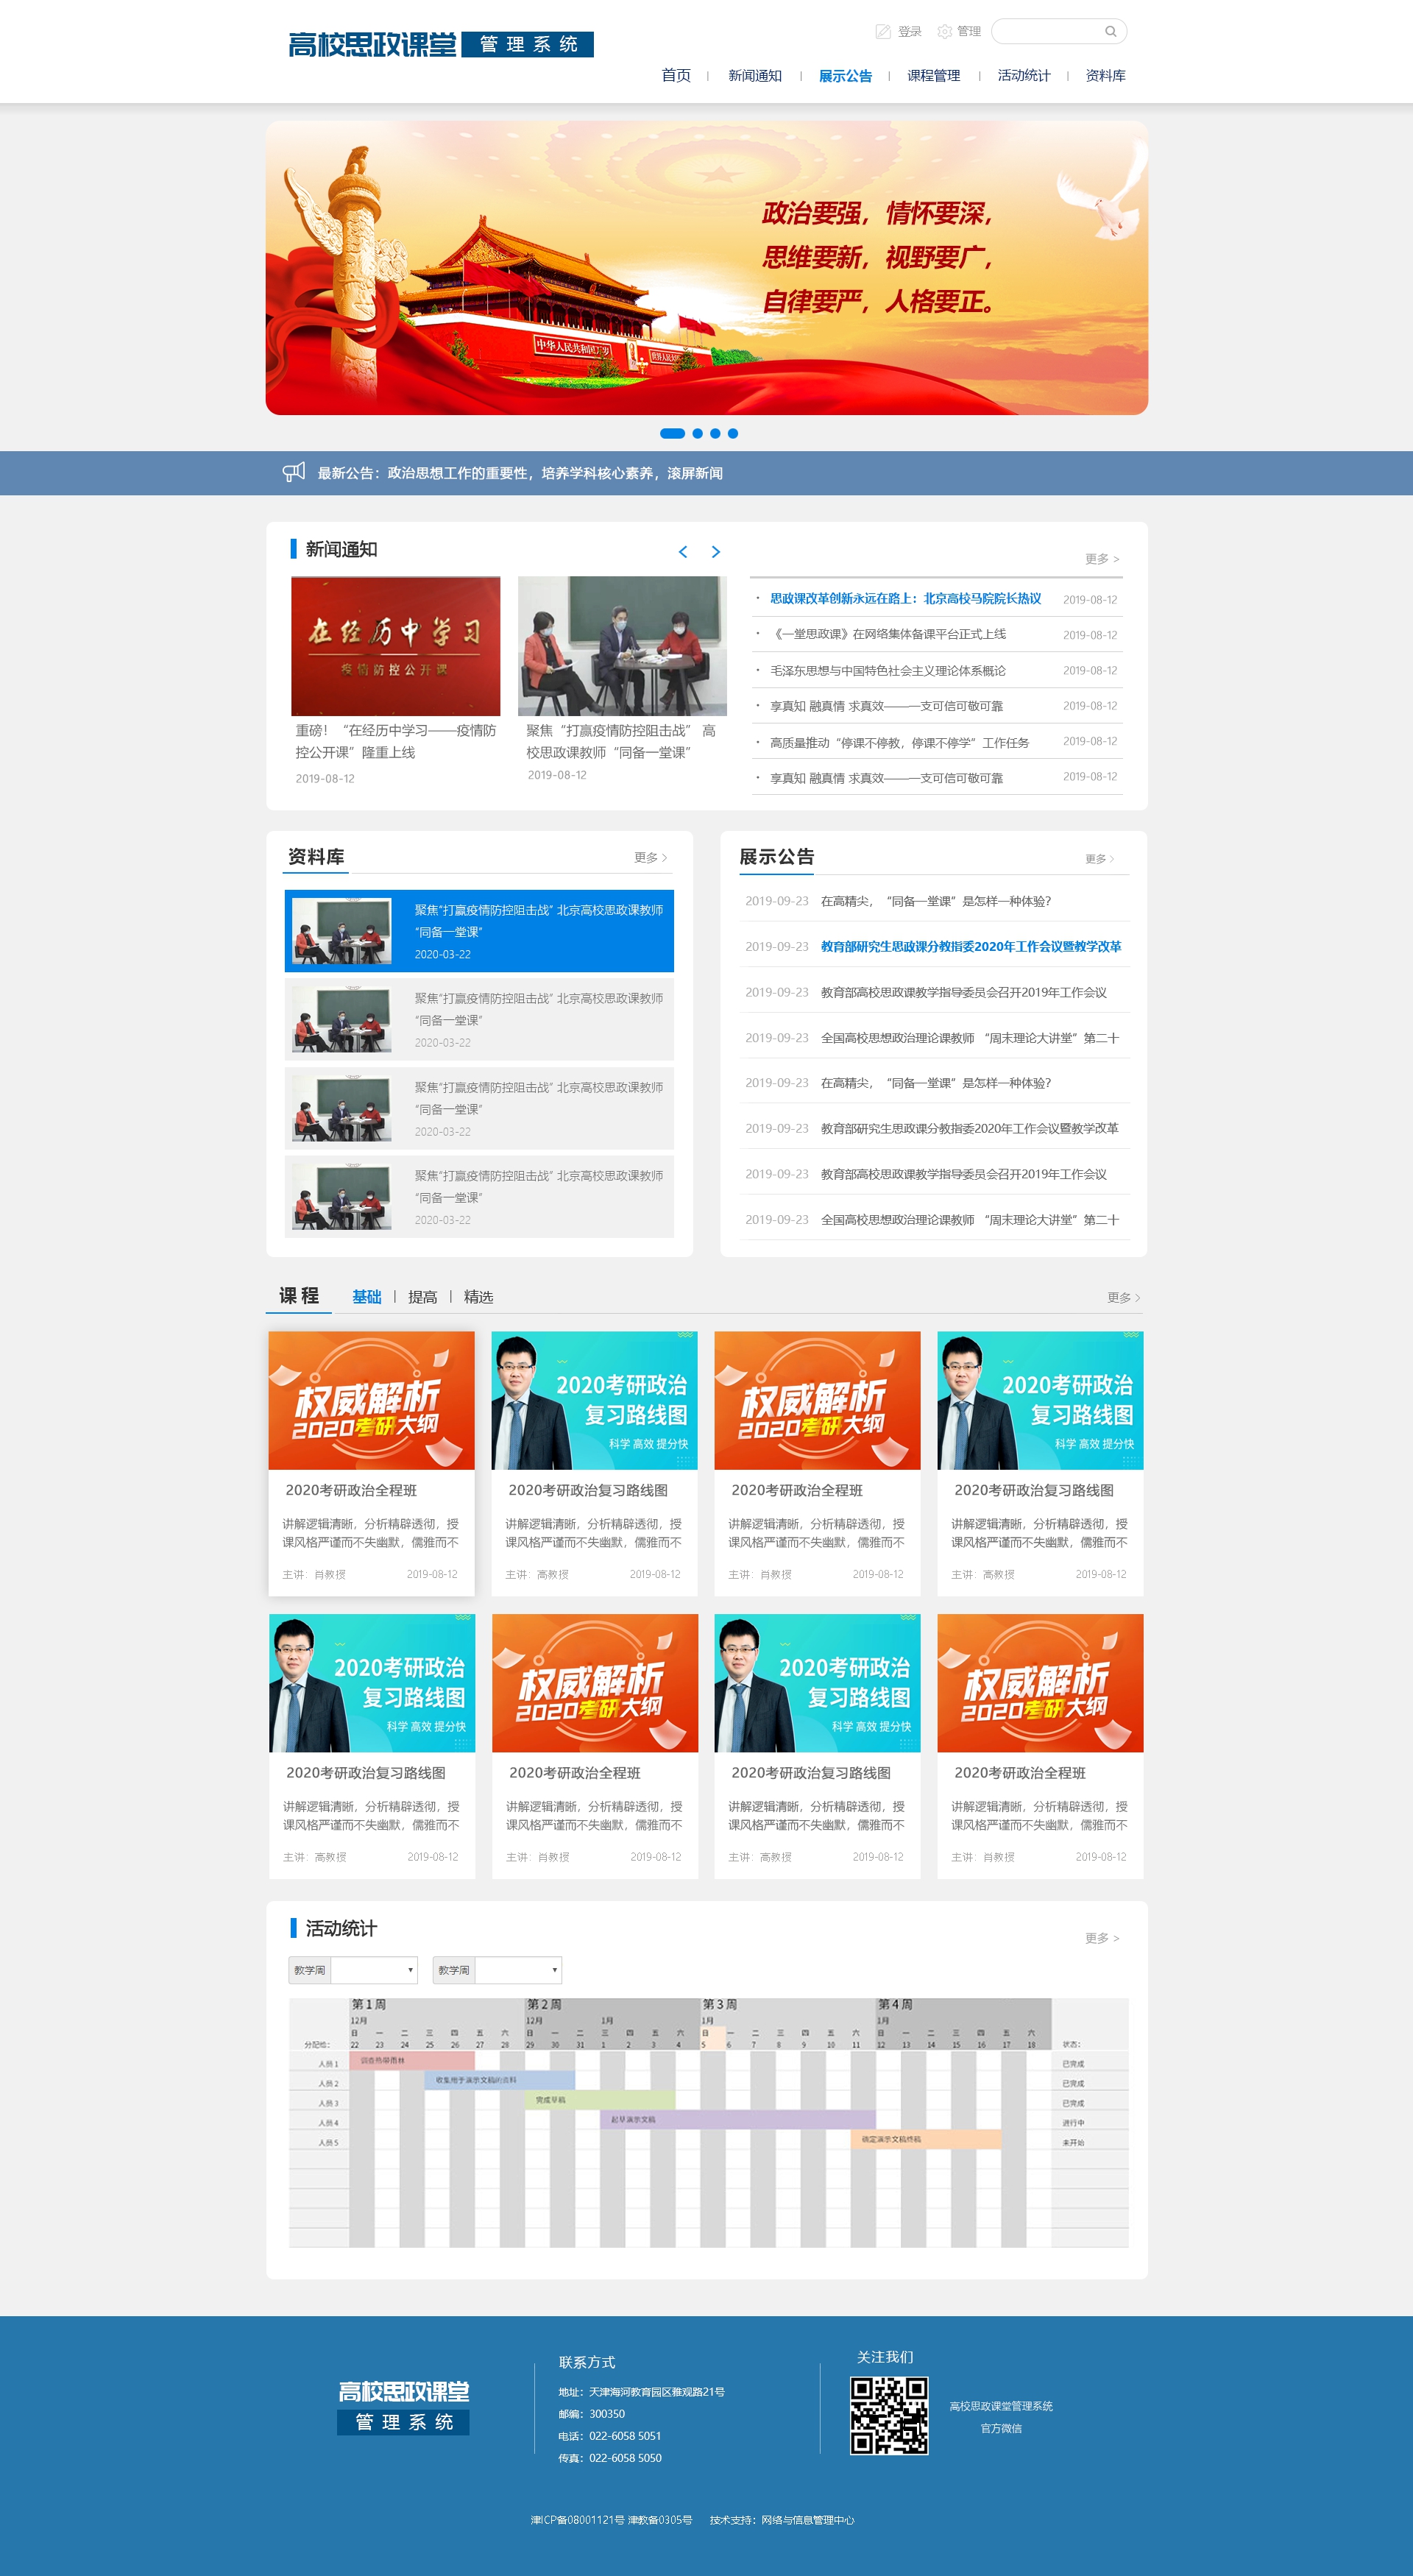 高校思政课堂 管理系统
登录 管理
首页 新闻通知 展示公告 课程管理 活动统计 资料库
政治要强，情怀要深，
思维要新，视野要广，
自律要严，人格要正。
中华人民共和国万岁
最新公告：政治思想工作的重要性，培养学科核心素养，滚屏新闻
新闻通知
更多 >
在经历中学习
疫情防控公开课
重磅！“在经历中学习——疫情防
控公开课”隆重上线
2019-08-12
聚焦“打赢疫情防控阻击战” 高
校思政课教师“同备一堂课”
2019-08-12
· 思政课改革创新永远在路上：北京高校马院院长热议 2019-08-12
· 《一堂思政课》在网络集体备课平台正式上线 2019-08-12
· 毛泽东思想与中国特色社会主义理论体系概论 2019-08-12
· 享真知 融真情 求真效——一支可信可敬可靠 2019-08-12
· 高质量推动“停课不停教，停课不停学”工作任务 2019-08-12
· 享真知 融真情 求真效——一支可信可敬可靠 2019-08-12
资料库 更多 >
聚焦“打赢疫情防控阻击战” 北京高校思政课教师
“同备一堂课”
2020-03-22
聚焦“打赢疫情防控阻击战” 北京高校思政课教师
“同备一堂课”
2020-03-22
聚焦“打赢疫情防控阻击战” 北京高校思政课教师
“同备一堂课”
2020-03-22
聚焦“打赢疫情防控阻击战” 北京高校思政课教师
“同备一堂课”
2020-03-22
展示公告 更多 >
2019-09-23 在高精尖，“同备一堂课”是怎样一种体验？
2019-09-23 教育部研究生思政课分教指委2020年工作会议暨教学改革
2019-09-23 教育部高校思政课教学指导委员会召开2019年工作会议
2019-09-23 全国高校思想政治理论课教师 “周末理论大讲堂”第二十
2019-09-23 在高精尖，“同备一堂课”是怎样一种体验？
2019-09-23 教育部研究生思政课分教指委2020年工作会议暨教学改革
2019-09-23 教育部高校思政课教学指导委员会召开2019年工作会议
2019-09-23 全国高校思想政治理论课教师 “周末理论大讲堂”第二十
课程 基础 | 提高 | 精选 更多 >
权威解析
2020考研大纲
2020考研政治全程班
讲解逻辑清晰，分析精辟透彻，授
课风格严谨而不失幽默，儒雅而不
主讲：肖教授 2019-08-12
2020考研政治
复习路线图
科学 高效 提分快
2020考研政治复习路线图
讲解逻辑清晰，分析精辟透彻，授
课风格严谨而不失幽默，儒雅而不
主讲：高教授 2019-08-12
权威解析
2020考研大纲
2020考研政治全程班
讲解逻辑清晰，分析精辟透彻，授
课风格严谨而不失幽默，儒雅而不
主讲：肖教授 2019-08-12
2020考研政治
复习路线图
科学 高效 提分快
2020考研政治复习路线图
讲解逻辑清晰，分析精辟透彻，授
课风格严谨而不失幽默，儒雅而不
主讲：高教授 2019-08-12
2020考研政治
复习路线图
科学 高效 提分快
2020考研政治复习路线图
讲解逻辑清晰，分析精辟透彻，授
课风格严谨而不失幽默，儒雅而不
主讲：高教授 2019-08-12
权威解析
2020考研大纲
2020考研政治全程班
讲解逻辑清晰，分析精辟透彻，授
课风格严谨而不失幽默，儒雅而不
主讲：肖教授 2019-08-12
2020考研政治
复习路线图
科学 高效 提分快
2020考研政治复习路线图
讲解逻辑清晰，分析精辟透彻，授
课风格严谨而不失幽默，儒雅而不
主讲：高教授 2019-08-12
权威解析
2020考研大纲
2020考研政治全程班
讲解逻辑清晰，分析精辟透彻，授
课风格严谨而不失幽默，儒雅而不
主讲：肖教授 2019-08-12
活动统计
更多 >
教学周 教学周
第1周 第2周 第3周 第4周
12月 12月 1月 1月 1月
日 一 二 三 四 五 六 日 一 二 三 四 五 六 日 一 二 三 四 五 六 日 一 二 三 四 五 六
分配给： 22 23 24 25 26 27 28 29 30 31 1 2 3 4 5 6 7 8 9 10 11 12 13 14 15 16 17 18 状态：
人员1 调查热带雨林 已完成
人员2 收集用于演示文稿的资料 已完成
人员3 完成草稿 已完成
人员4 起草演示文稿 进行中
人员5 确定演示文稿终稿 未开始
高校思政课堂
管理系统
联系方式
地址：天津海河教育园区雅观路21号
邮编：300350
电话：022-6058 5051
传真：022-6058 5050
关注我们
高校思政课堂管理系统
官方微信
津ICP备08001121号 津教备0305号 技术支持：网络与信息管理中心